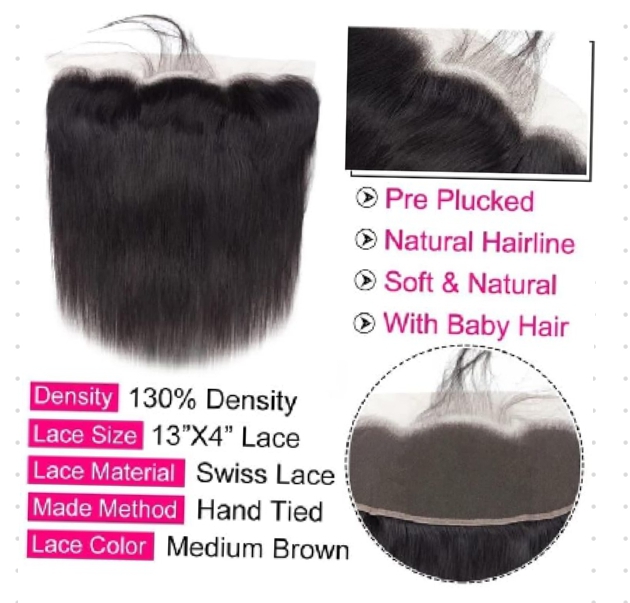 Pre Plucked
Natural Hairline
Soft & Natural
With Baby Hair
Density 130% Density
Lace Size 13”X4” Lace
Lace Material Swiss Lace
Made Method Hand Tied
Lace Color Medium Brown